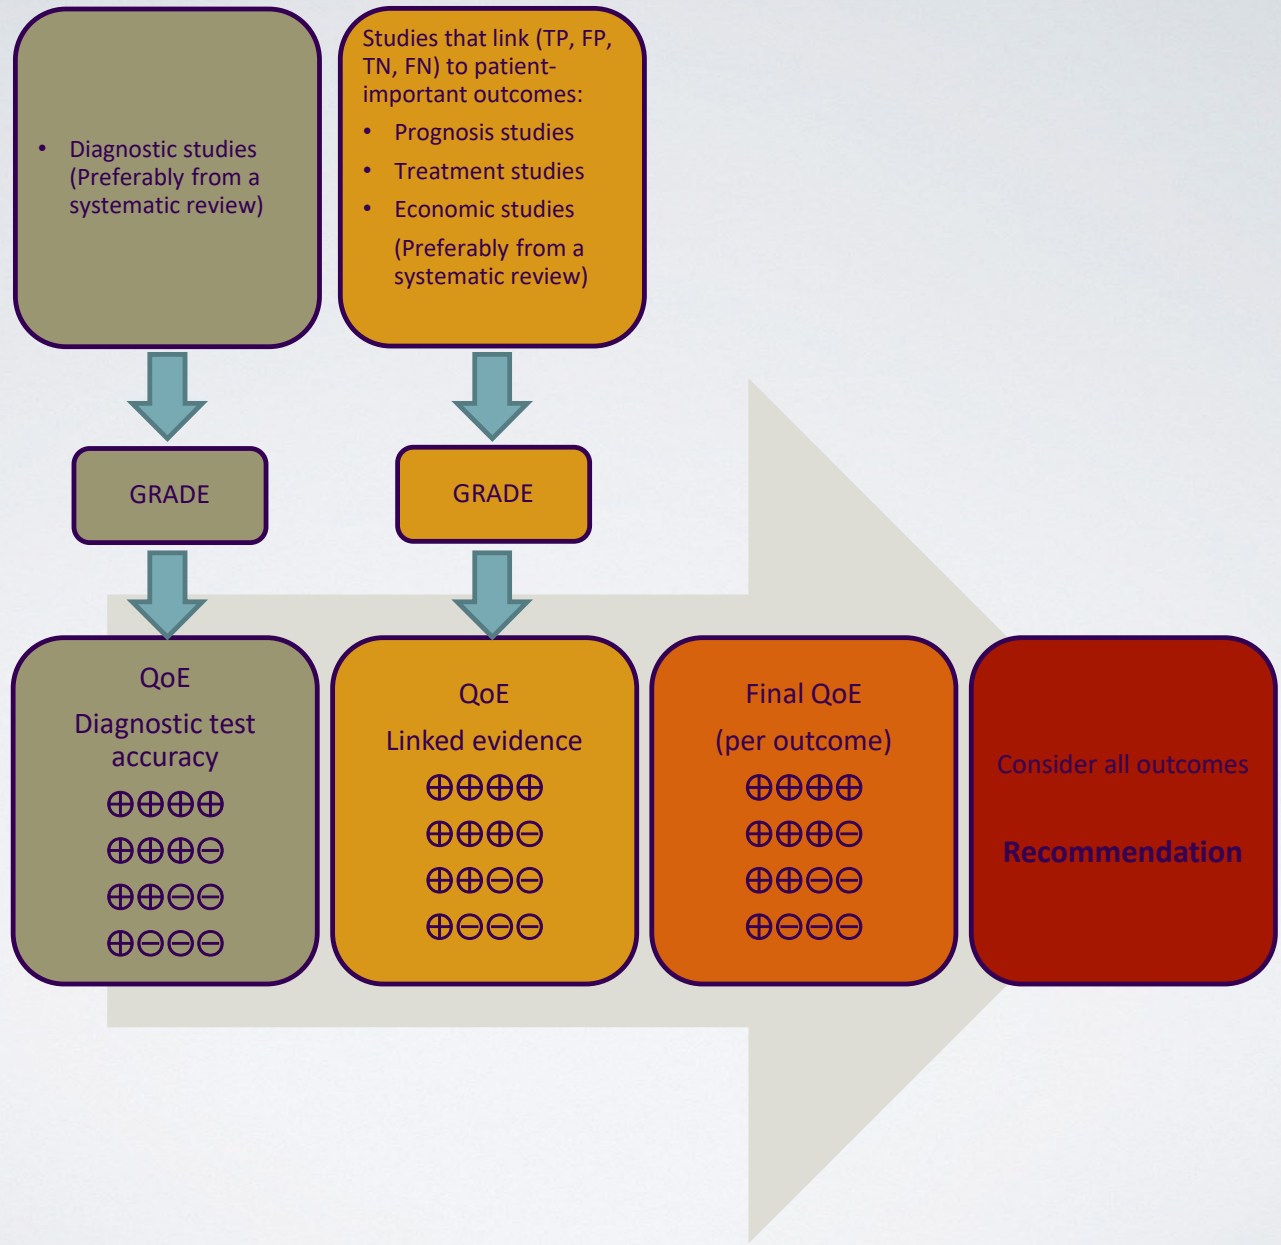 • Diagnostic studies
(Preferably from a
systematic review)
Studies that link (TP, FP,
TN, FN) to patient-
important outcomes:
• Prognosis studies
• Treatment studies
• Economic studies
(Preferably from a
systematic review)
GRADE
GRADE
QoE
Diagnostic test
accuracy
⊕⊕⊕⊕
⊕⊕⊕⊖
⊕⊕⊖⊖
⊕⊖⊖⊖
QoE
Linked evidence
⊕⊕⊕⊕
⊕⊕⊕⊖
⊕⊕⊖⊖
⊕⊖⊖⊖
Final QoE
(per outcome)
⊕⊕⊕⊕
⊕⊕⊕⊖
⊕⊕⊖⊖
⊕⊖⊖⊖
Consider all outcomes
Recommendation